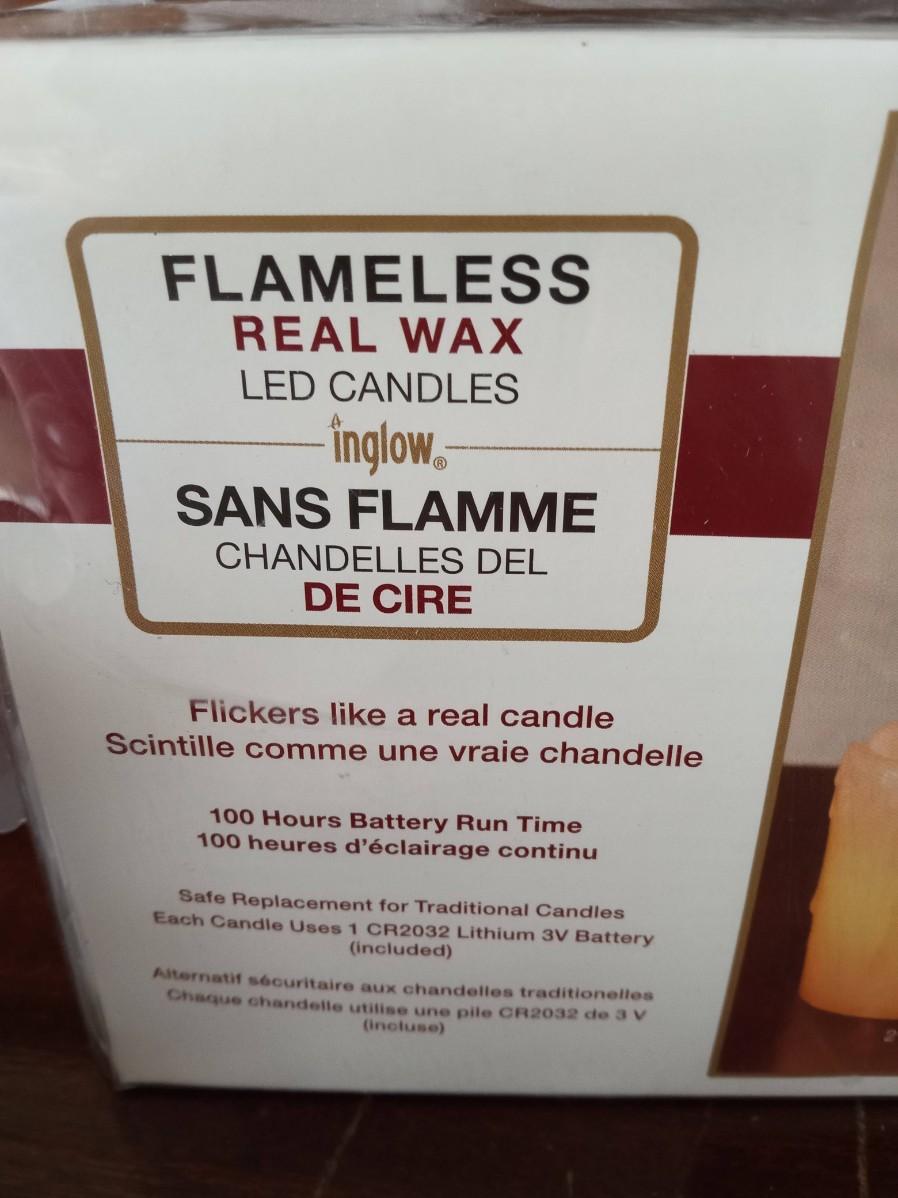 FLAMELESS
REAL WAX
LED CANDLES
inglow®
SANS FLAMME
CHANDELLES DEL
DE CIRE
Flickers like a real candle
Scintille comme une vraie chandelle
100 Hours Battery Run Time
100 heures d'éclairage continu
Safe Replacement for Traditional Candles
Each Candle Uses 1 CR2032 Lithium 3V Battery
(included)
Alternatif sécuritaire aux chandelles traditionelles
Chaque chandelle utilise une pile CR2032 de 3 V
(incluse)